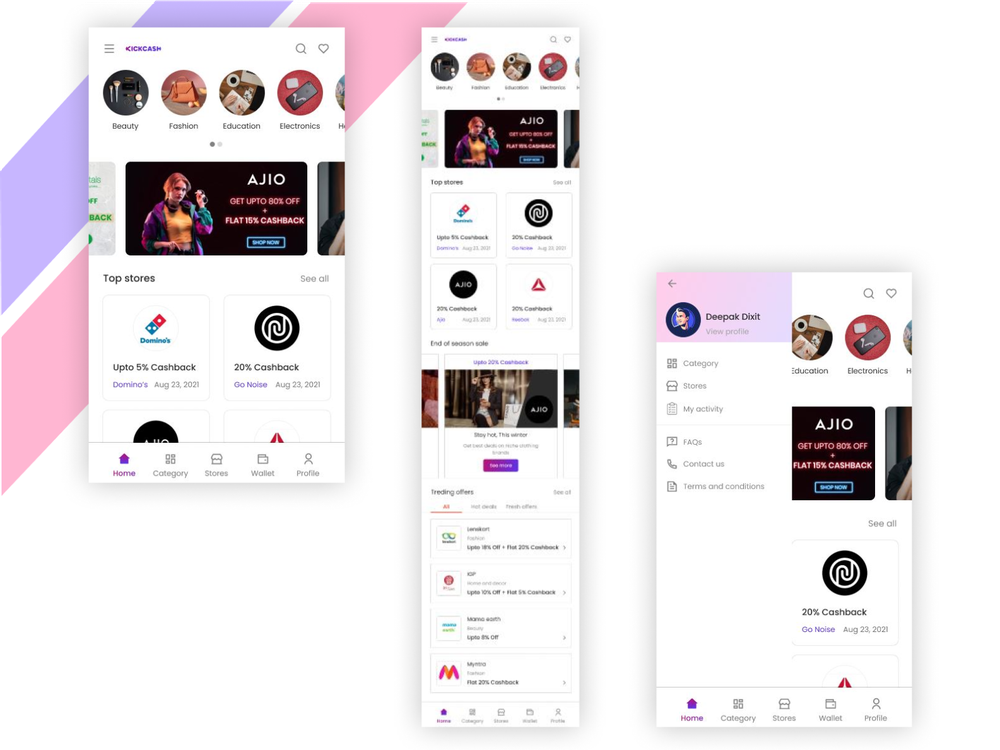 KICKCASH
Beauty
Fashion
Education
Electronics
BACK
AJIO
GET UPTO 80% OFF
+
FLAT 15% CASHBACK
SHOP NOW
Top stores
See all
Domino's
Upto 5% Cashback
Domino's Aug 23, 2021
20% Cashback
Go Noise Aug 23, 2021
AJIO
Home
Category
Stores
Wallet
Profile
KICKCASH
Beauty
Fashion
Education
Electronics
AJIO
GET UPTO 80% OFF
+
FLAT 15% CASHBACK
SHOP NOW
Top stores
See all
Upto 5% Cashback
Domino's Aug 23, 2021
20% Cashback
Go Noise Aug 23, 2021
AJIO
20% Cashback
Ajio Aug 23, 2021
20% Cashback
Reebok Aug 23, 2021
End of season sale
Upto 20% Cashback
AJIO
Stay hot, This winter
Get best deals on niche clothing
brands
See more
Treding offers
See all
All
Hot deals
Fresh offers
Lenskart
Fashion
Upto 18% Off + Flat 20% Cashback
IGP
Home and decor
Upto 10% Off + Flat 5% Cashback
mama
earth
Mama earth
Beauty
Upto 8% Off
Myntra
Fashion
Flat 20% Cashback
Home
Category
Stores
Wallet
Profile
Deepak Dixit
View profile
Category
Stores
My activity
FAQs
Contact us
Terms and conditions
Education
Electronics
AJIO
GET UPTO 80% OFF
+
FLAT 15% CASHBACK
SHOP NOW
See all
20% Cashback
Go Noise Aug 23, 2021
Home
Category
Stores
Wallet
Profile